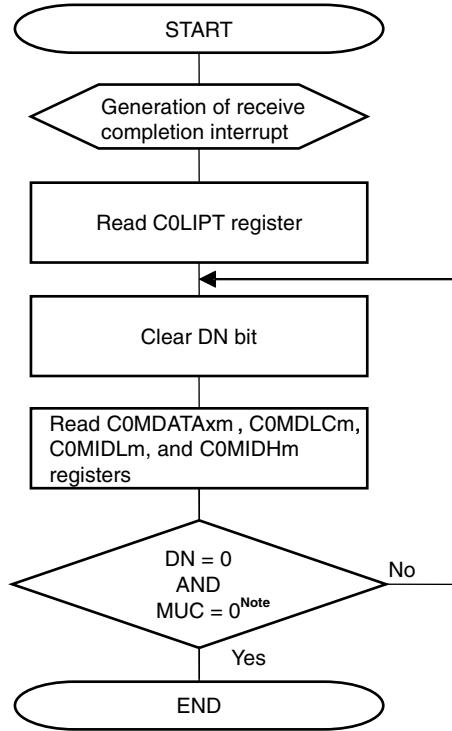 START
Generation of receive
completion interrupt
Read C0LIPT register
Clear DN bit
Read C0MDATAxm , C0MDLCm,
C0MIDLm, and C0MIDHm
registers
DN = 0
AND
MUC = 0Note
No
Yes
END